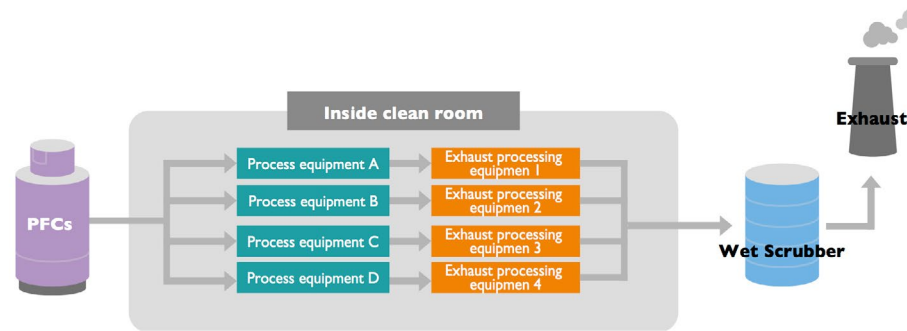 Inside clean room
PFCs
Process equipment A
Exhaust processing
equipmen 1
Process equipment B
Exhaust processing
equipmen 2
Process equipment C
Exhaust processing
equipmen 3
Process equipment D
Exhaust processing
equipmen 4
Wet Scrubber
Exhaust